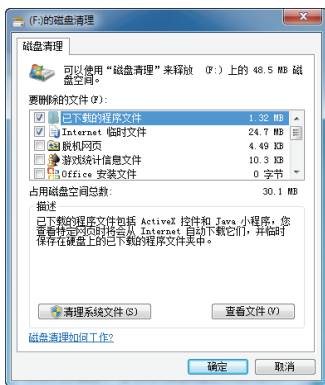 (F:)的磁盘清理
磁盘清理
可以使用“磁盘清理”来释放 (F:) 上的 48.5 MB 磁
盘空间。
要删除的文件(F):
已下载的程序文件 1.32 MB
Internet 临时文件 24.7 MB
脱机网页 4.49 KB
游戏统计信息文件 10.3 KB
Office 安装文件 0 字节
占用磁盘空间总数: 30.1 MB
描述
已下载的程序文件包括 ActiveX 控件和 Java 小程序，您
查看特定网页时将会从 Internet 自动下载它们，并临时
保存在硬盘上的已下载的程序文件夹中。
清理系统文件(S) 查看文件(V)
磁盘清理如何工作?
确定 取消